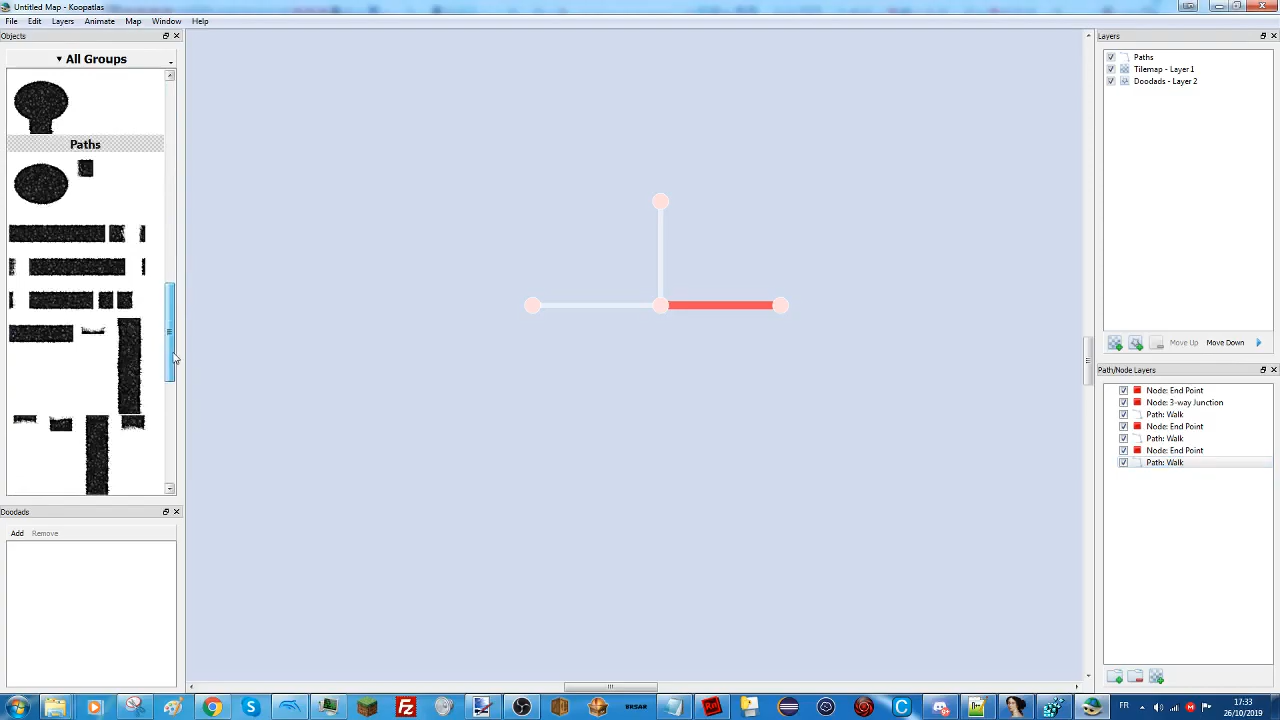 Untitled Map - Koopatlas
File Edit Layers Animate Map Window Help
Objects
▼ All Groups
Paths
Doodads
Add Remove
Layers
Paths
Tilemap - Layer 1
Doodads - Layer 2
Move Up Move Down
Path/Node Layers
Node: End Point
Node: 3-way Junction
Path: Walk
Node: End Point
Path: Walk
Node: End Point
Path: Walk
FZ BRSAR Rd C FR 17:33
26/10/2019